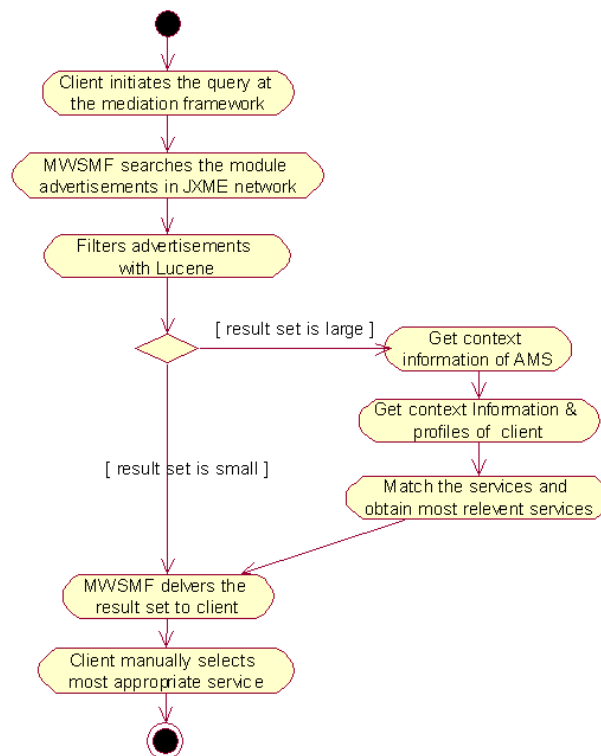 Client initiates the query at
the mediation framework
MWSMF searches the module
advertisements in JXME network
Filters advertisements
with Lucene
[ result set is large ]
Get context
information of AMS
Get context Information &
profiles of client
[ result set is small ]
Match the services and
obtain most relevent services
MWSMF delvers the
result set to client
Client manually selects
most appropriate service